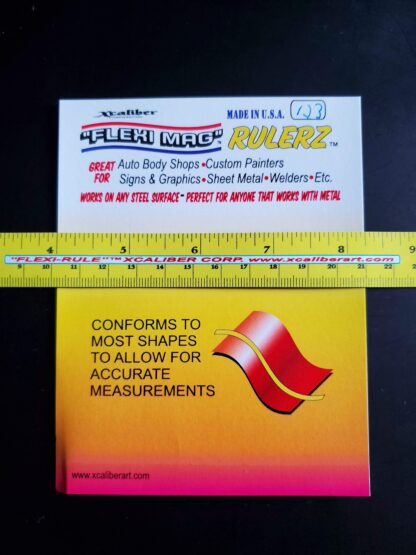 Xcaliber
MADE IN U.S.A.
123
"FLEXI MAG" RULERZ™
GREAT FOR
Auto Body Shops • Custom Painters
Signs & Graphics • Sheet Metal • Welders • Etc.
WORKS ON ANY STEEL SURFACE - PERFECT FOR ANYONE THAT WORKS WITH METAL
4 5 6 7 8 9
"FLEXI-RULE"™ XCALIBER CORP. www.xcaliberart.com
9 10 11 12 13 14 15 16 17 18 19 20 21 22
CONFORMS TO
MOST SHAPES
TO ALLOW FOR
ACCURATE
MEASUREMENTS
www.xcaliberart.com